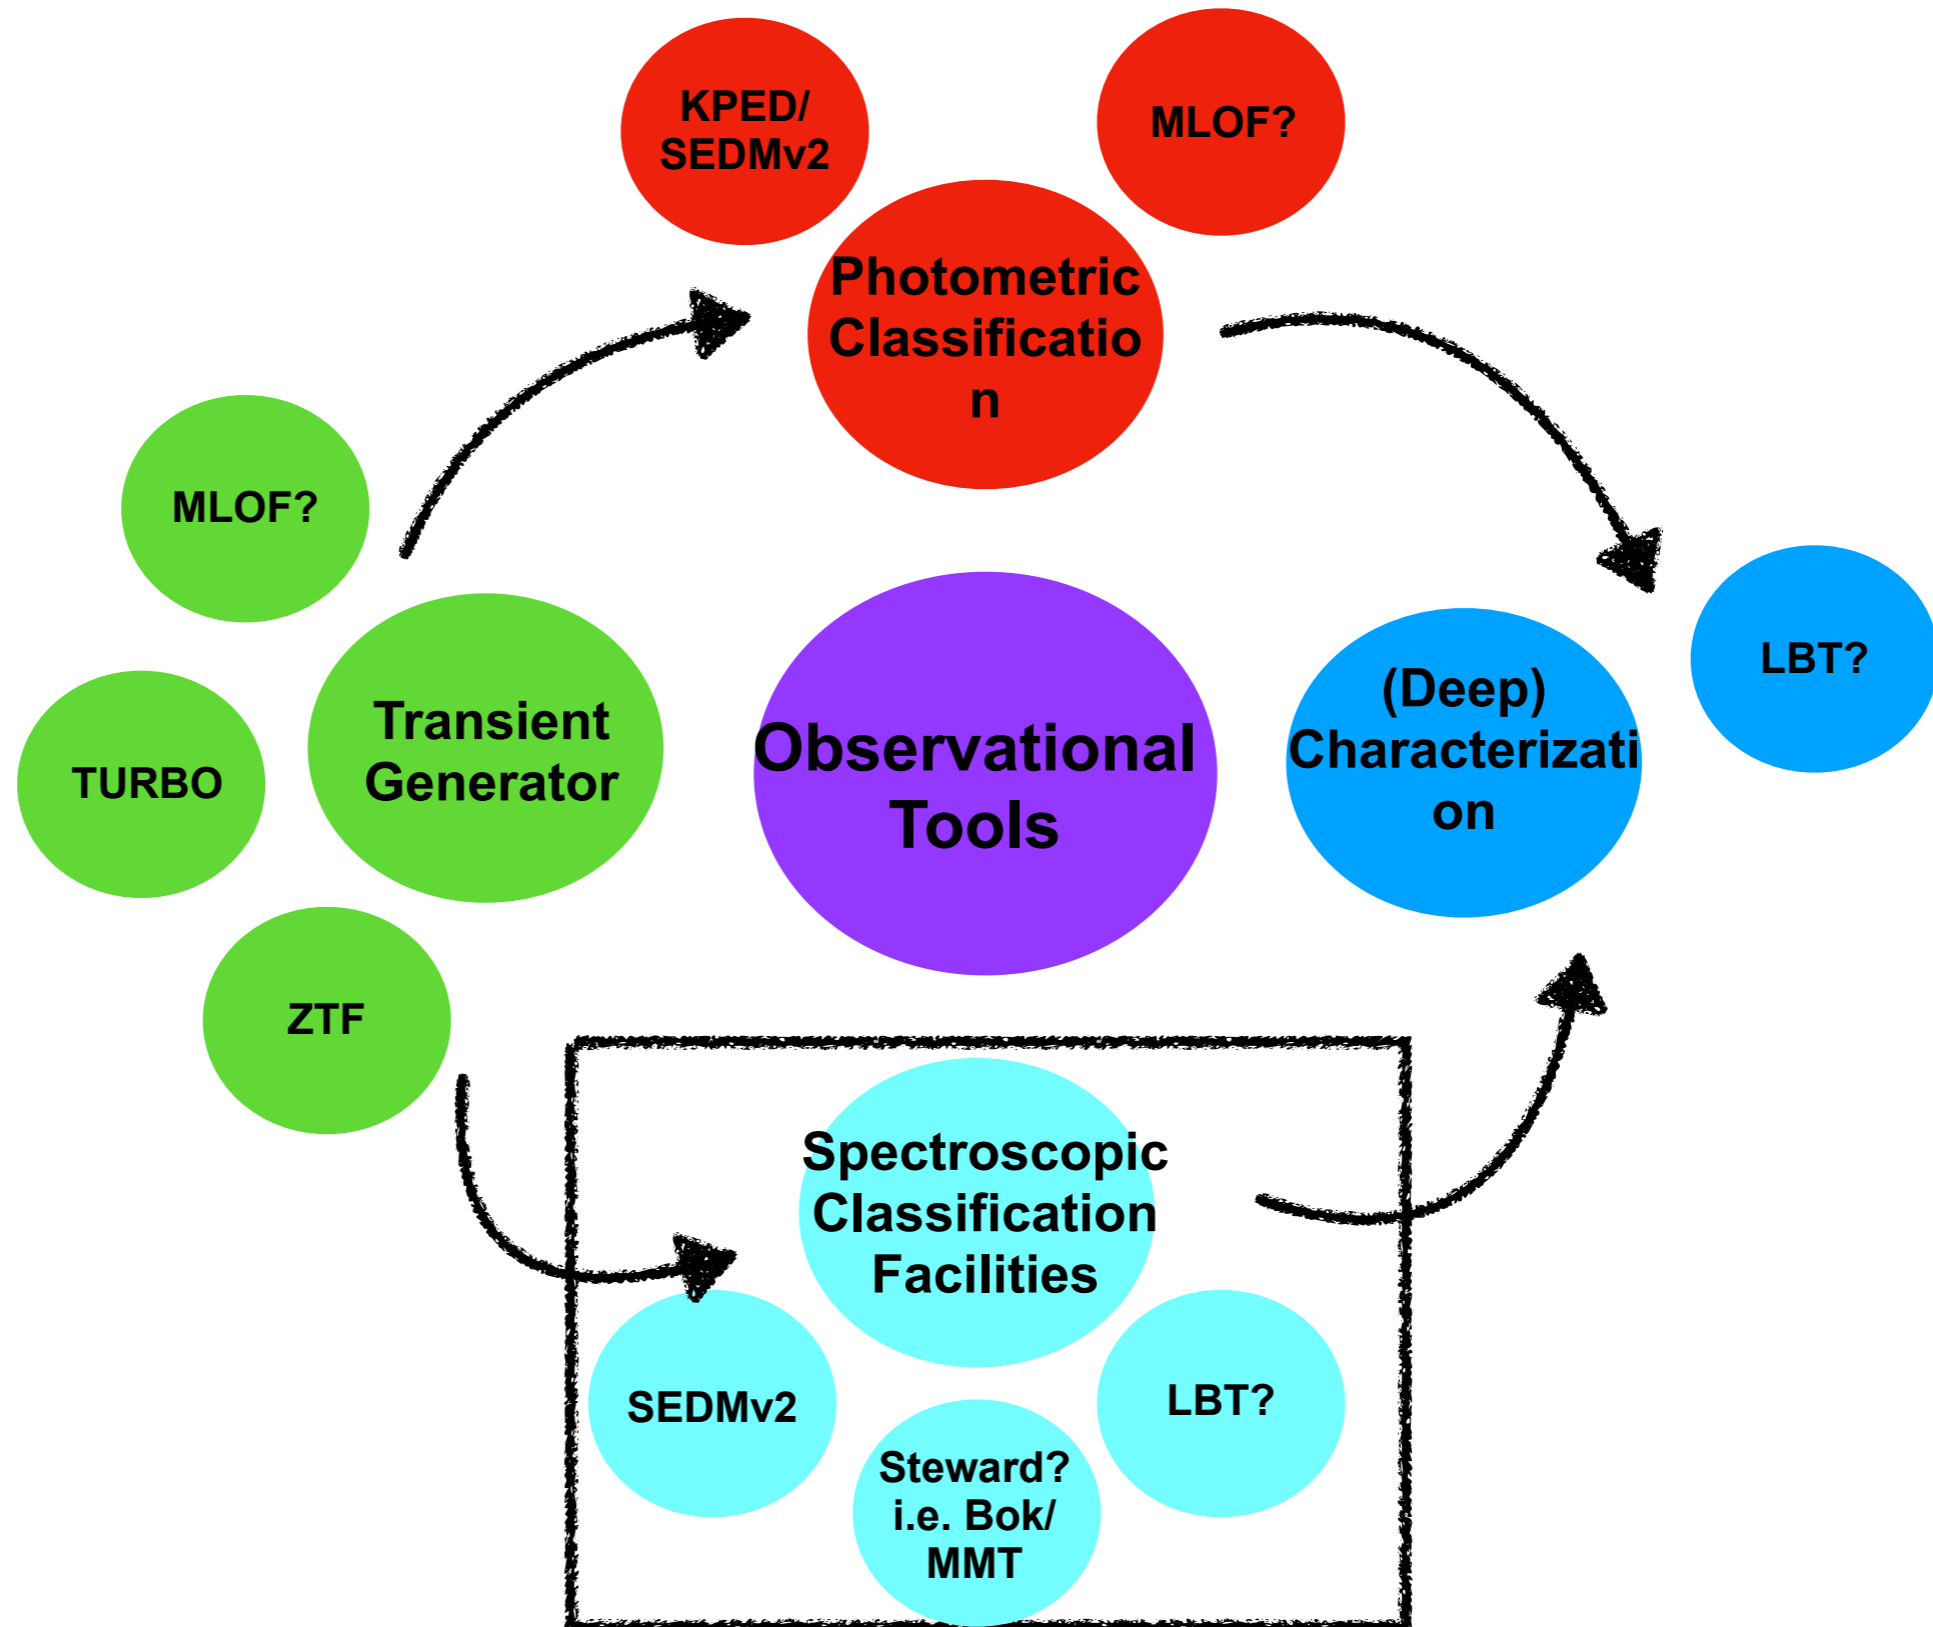 KPED/
SEDMv2
MLOF?
Photometric
Classificatio
n
MLOF?
TURBO
ZTF
Transient
Generator
Observational
Tools
(Deep)
Characterizati
on
LBT?
Spectroscopic
Classification
Facilities
SEDMv2
LBT?
Steward?
i.e. Bok/
MMT